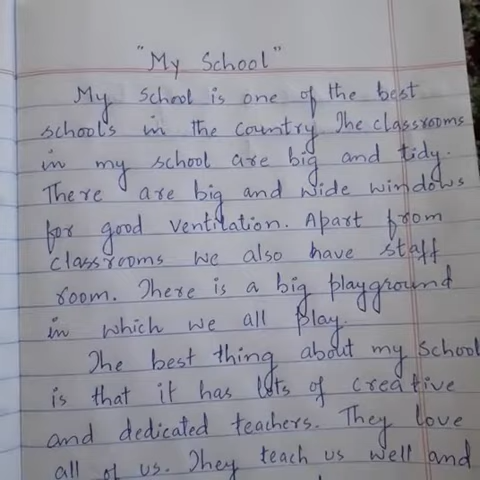 "My School"
My school is one of the best
schools in the country. The classrooms
in my school are big and tidy.
There are big and wide windows
for good ventilation. Apart from
classrooms we also have staff
room. There is a big playground
in which we all play.
The best thing about my school
is that it has lots of creative
and dedicated teachers. They love
all of us. They teach us well and